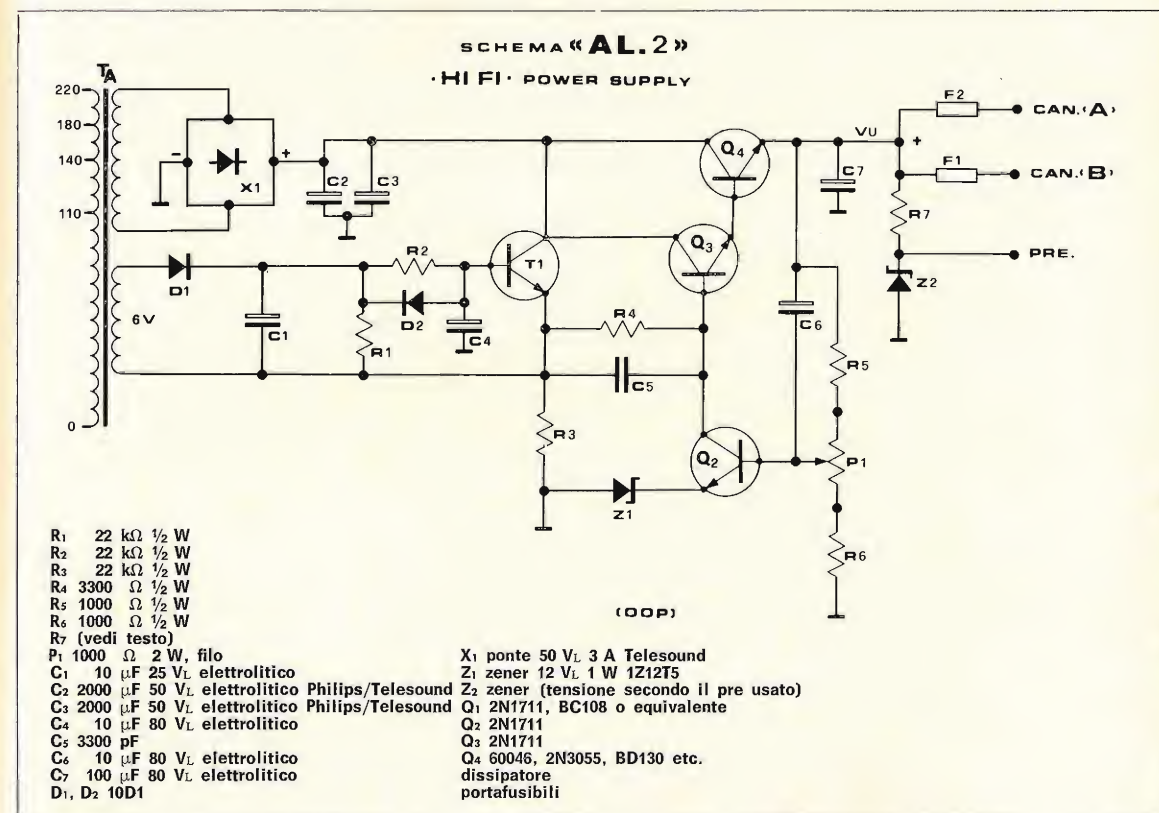 SCHEMA «AL.2»
·HI FI· POWER SUPPLY
TA
220
180
140
110
0
6V
X1
-
+
C2
C3
D1
C1
R2
D2
R1
C4
T1
R4
C5
R3
Z1
Q4
Q3
Q2
VU
+
C7
C6
R5
P1
R6
F2
CAN.(A)
F1
CAN.(B)
R7
PRE.
Z2
(OOP)
R1 22 kΩ ½ W
R2 22 kΩ ½ W
R3 22 kΩ ½ W
R4 3300 Ω ½ W
R5 1000 Ω ½ W
R6 1000 Ω ½ W
R7 (vedi testo)
P1 1000 Ω 2 W, filo
C1 10 μF 25 VL elettrolitico
C2 2000 μF 50 VL elettrolitico Philips/Telesound
C3 2000 μF 50 VL elettrolitico Philips/Telesound
C4 10 μF 80 VL elettrolitico
C5 3300 pF
C6 10 μF 80 VL elettrolitico
C7 100 μF 80 VL elettrolitico
D1, D2 10D1
X1 ponte 50 VL 3 A Telesound
Z1 zener 12 VL 1 W 1Z12T5
Z2 zener (tensione secondo il pre usato)
Q1 2N1711, BC108 o equivalente
Q2 2N1711
Q3 2N1711
Q4 60046, 2N3055, BD130 etc.
dissipatore
portafusibili